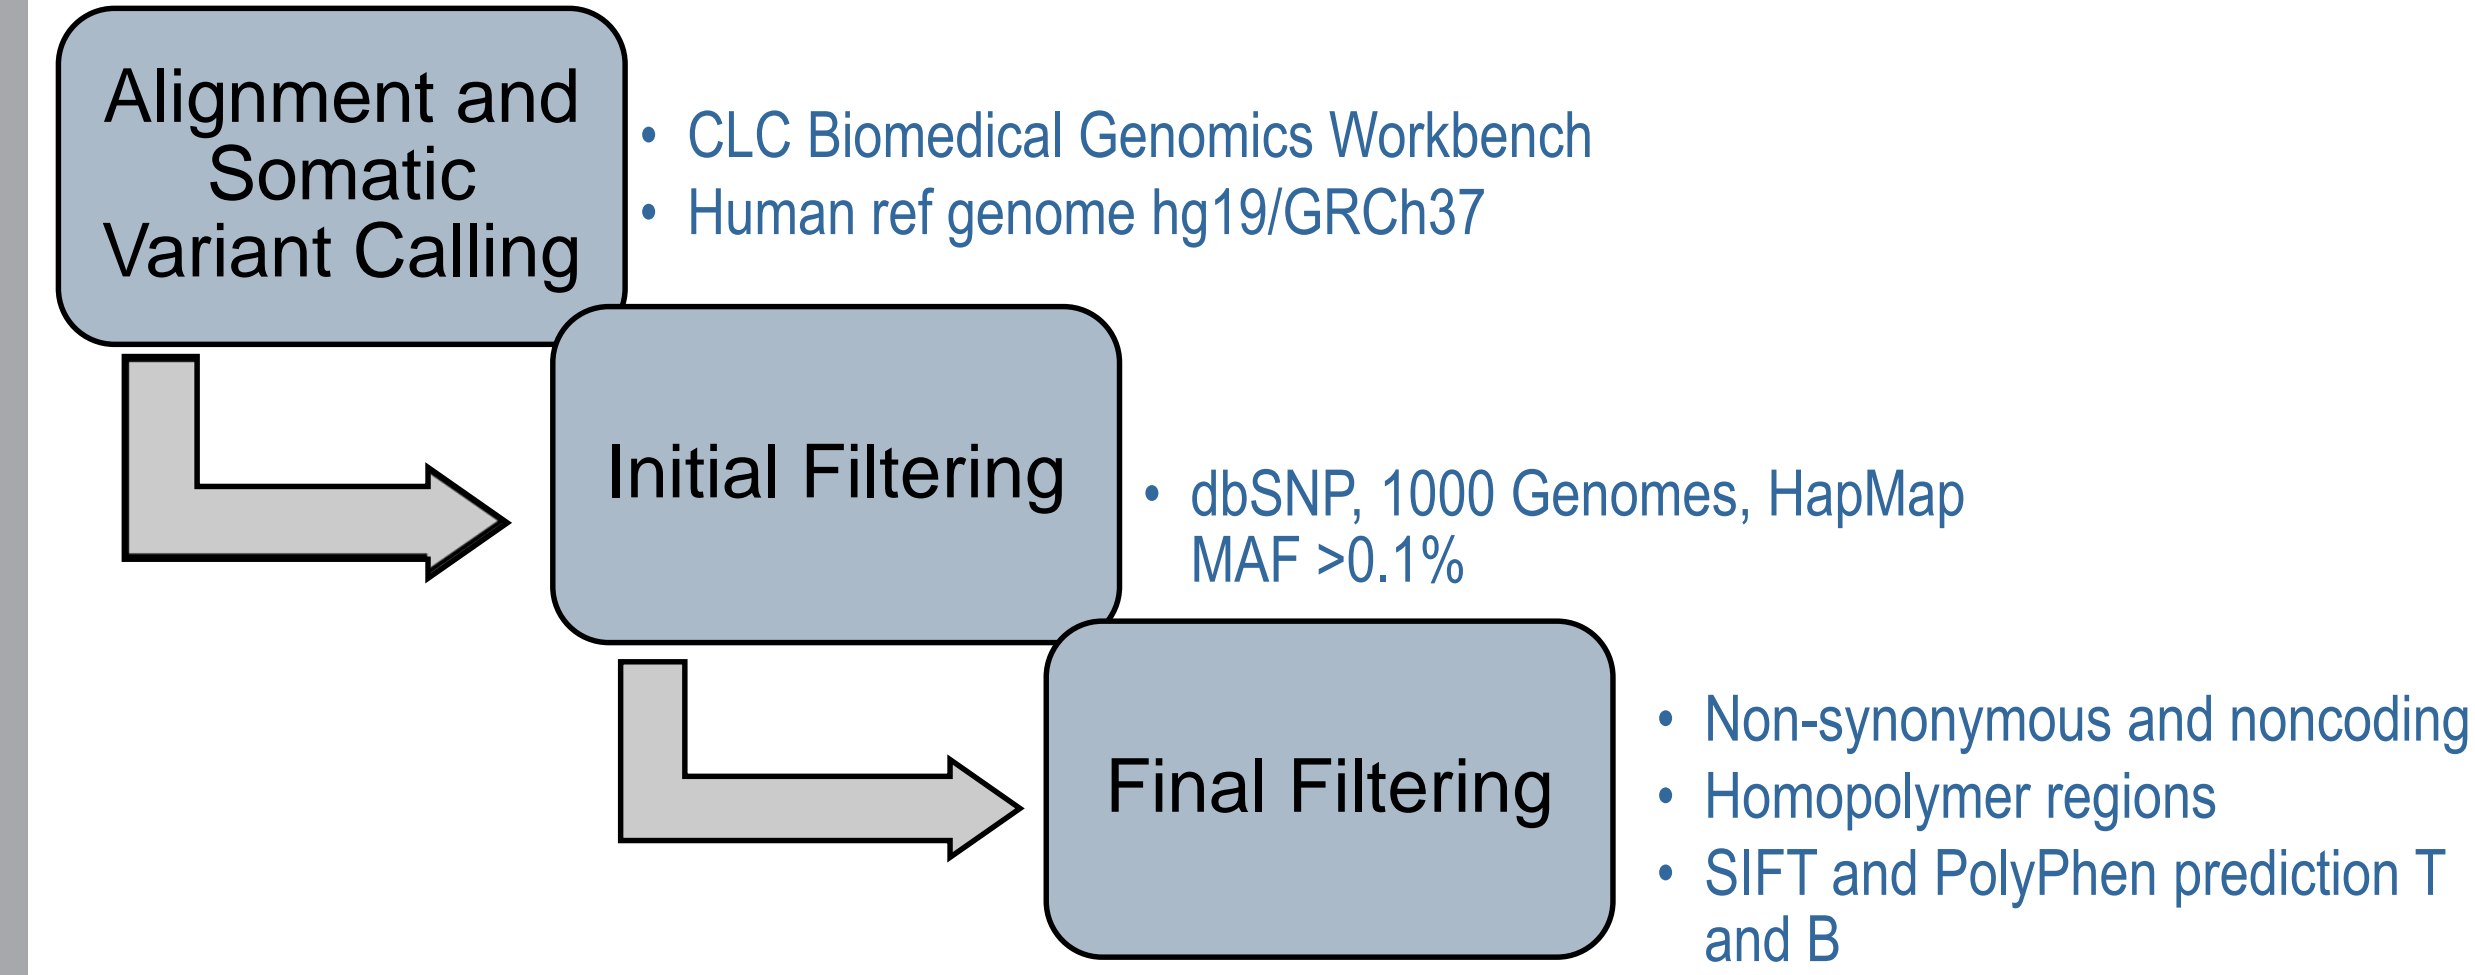 Alignment and
Somatic
Variant Calling
• CLC Biomedical Genomics Workbench
• Human ref genome hg19/GRCh37
Initial Filtering
• dbSNP, 1000 Genomes, HapMap
MAF >0.1%
Final Filtering
• Non-synonymous and noncoding
• Homopolymer regions
• SIFT and PolyPhen prediction T
and B